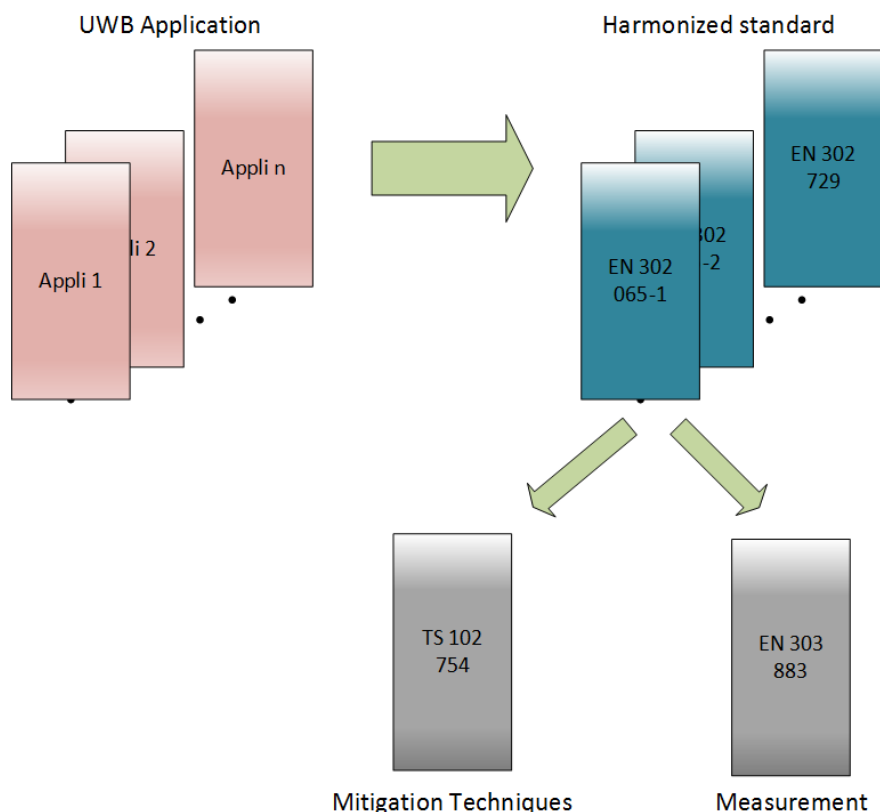 UWB Application
Harmonized standard
Appli n
EN 302
729
li 2
302
-2
Appli 1
EN 302
065-1
TS 102
754
EN 303
883
Mitigation Techniques
Measurement